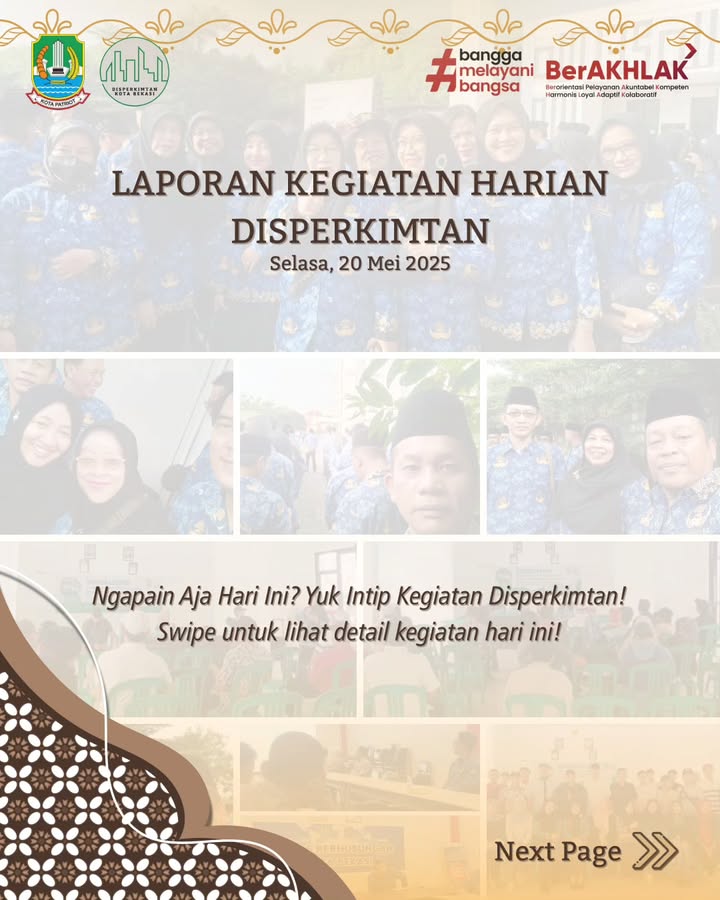 KOTA PATRIOT
DISPERKIMTAN
KOTA BEKASI
#bangga
melayani
bangsa
BerAKHLAK
Berorientasi Pelayanan Akuntabel Kompeten
Harmonis Loyal Adaptif Kolaboratif
LAPORAN KEGIATAN HARIAN
DISPERKIMTAN
Selasa, 20 Mei 2025
Ngapain Aja Hari Ini? Yuk Intip Kegiatan Disperkimtan!
Swipe untuk lihat detail kegiatan hari ini!
Next Page